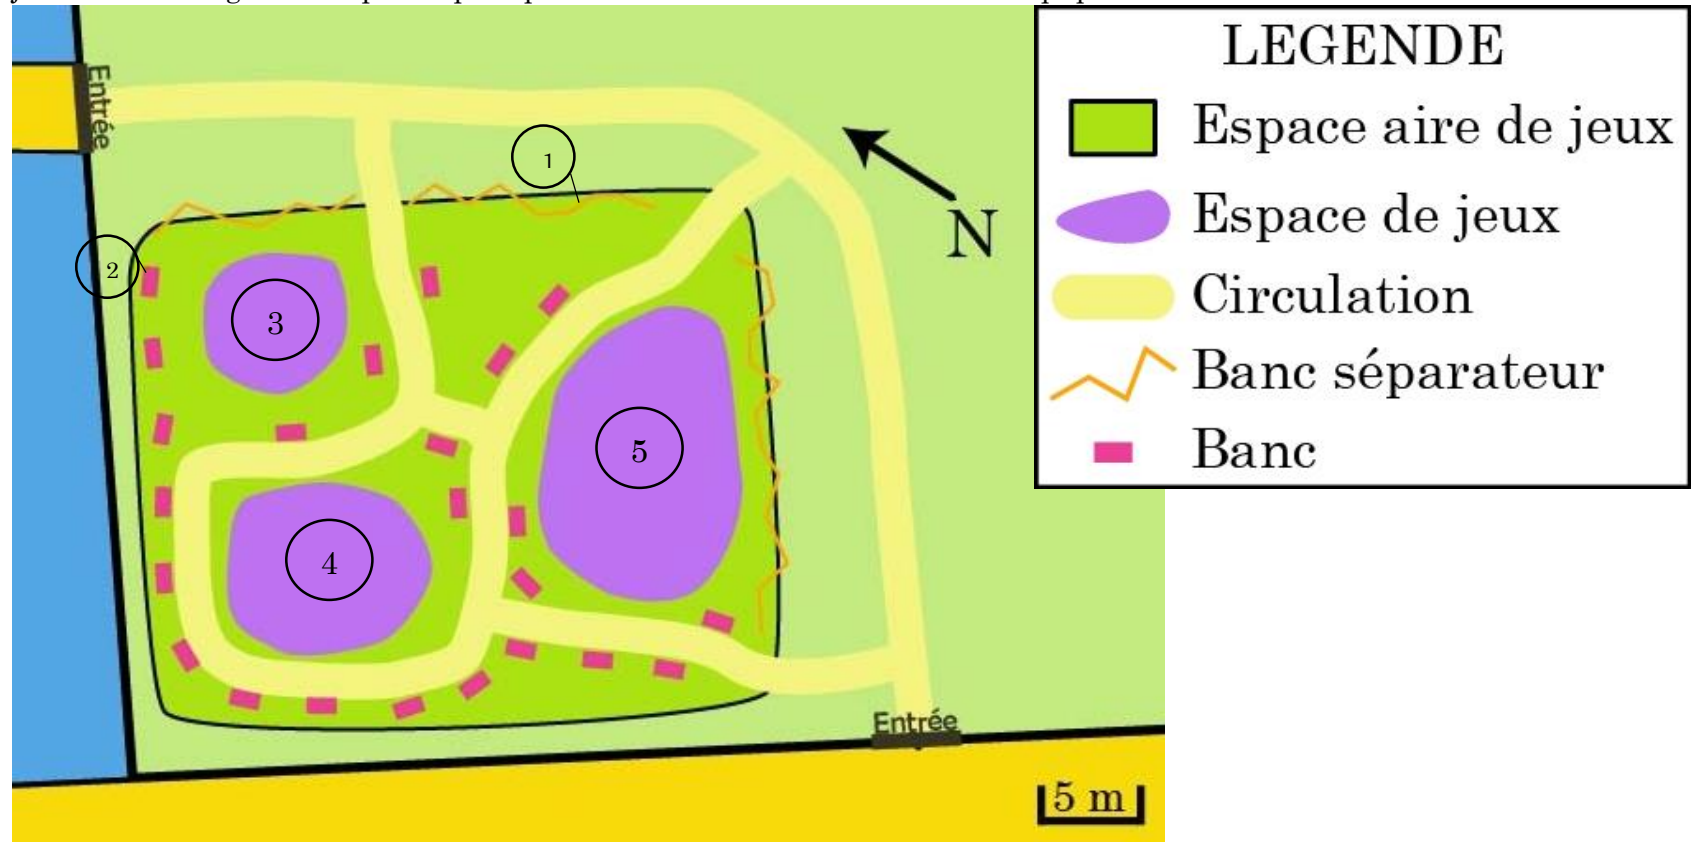 Entrée
1
2
3
4
5
N
Entrée
5 m
LEGENDE
Espace aire de jeux
Espace de jeux
Circulation
Banc séparateur
Banc